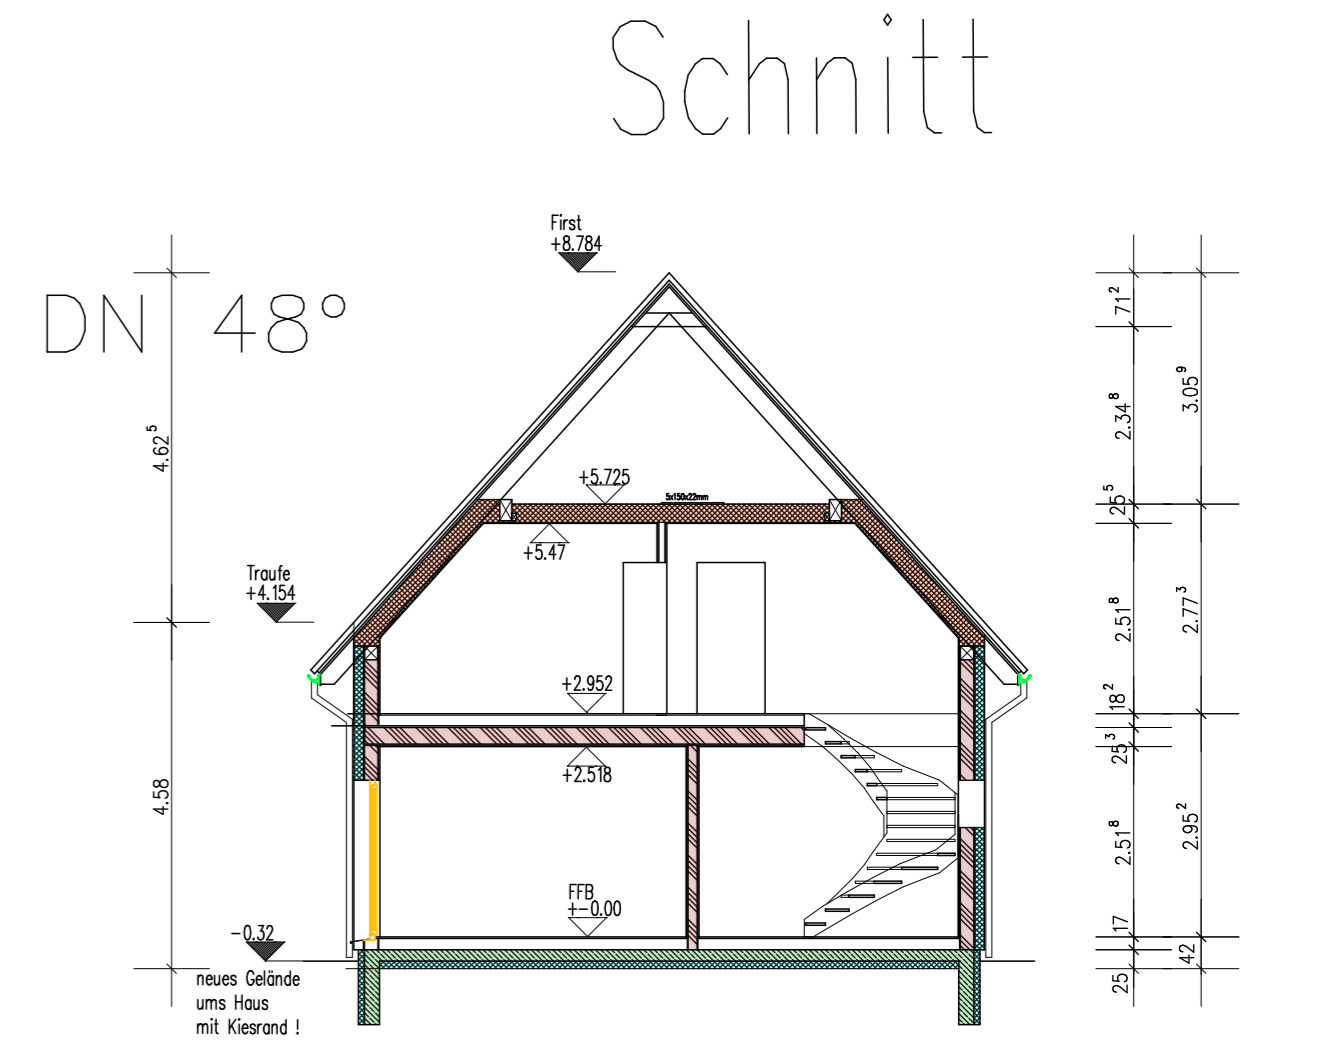 Schnitt
First
+8.784
DN 48°
71²
3.05⁹
2.34⁸
4.62⁵
+5.725
5x150x22mm
25⁵
+5.47
Traufe
+4.154
2.51⁸
2.77³
+2.952
18²
+2.518
25³
4.58
2.51⁸
2.95²
FFB
+-0.00
17
-0.32
42
25
neues Gelände
ums Haus
mit Kiesrand !